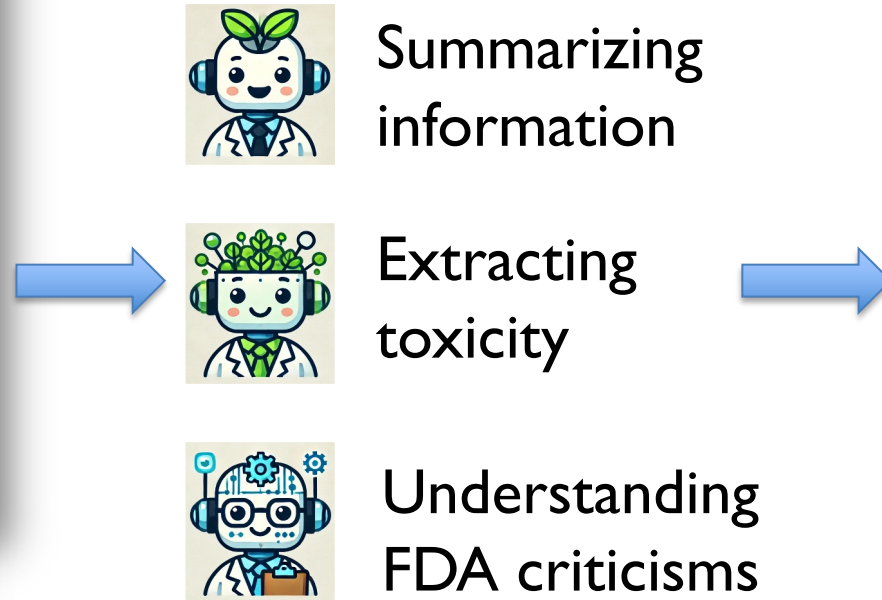 Summarizing
information
Extracting
toxicity
Understanding
FDA criticisms